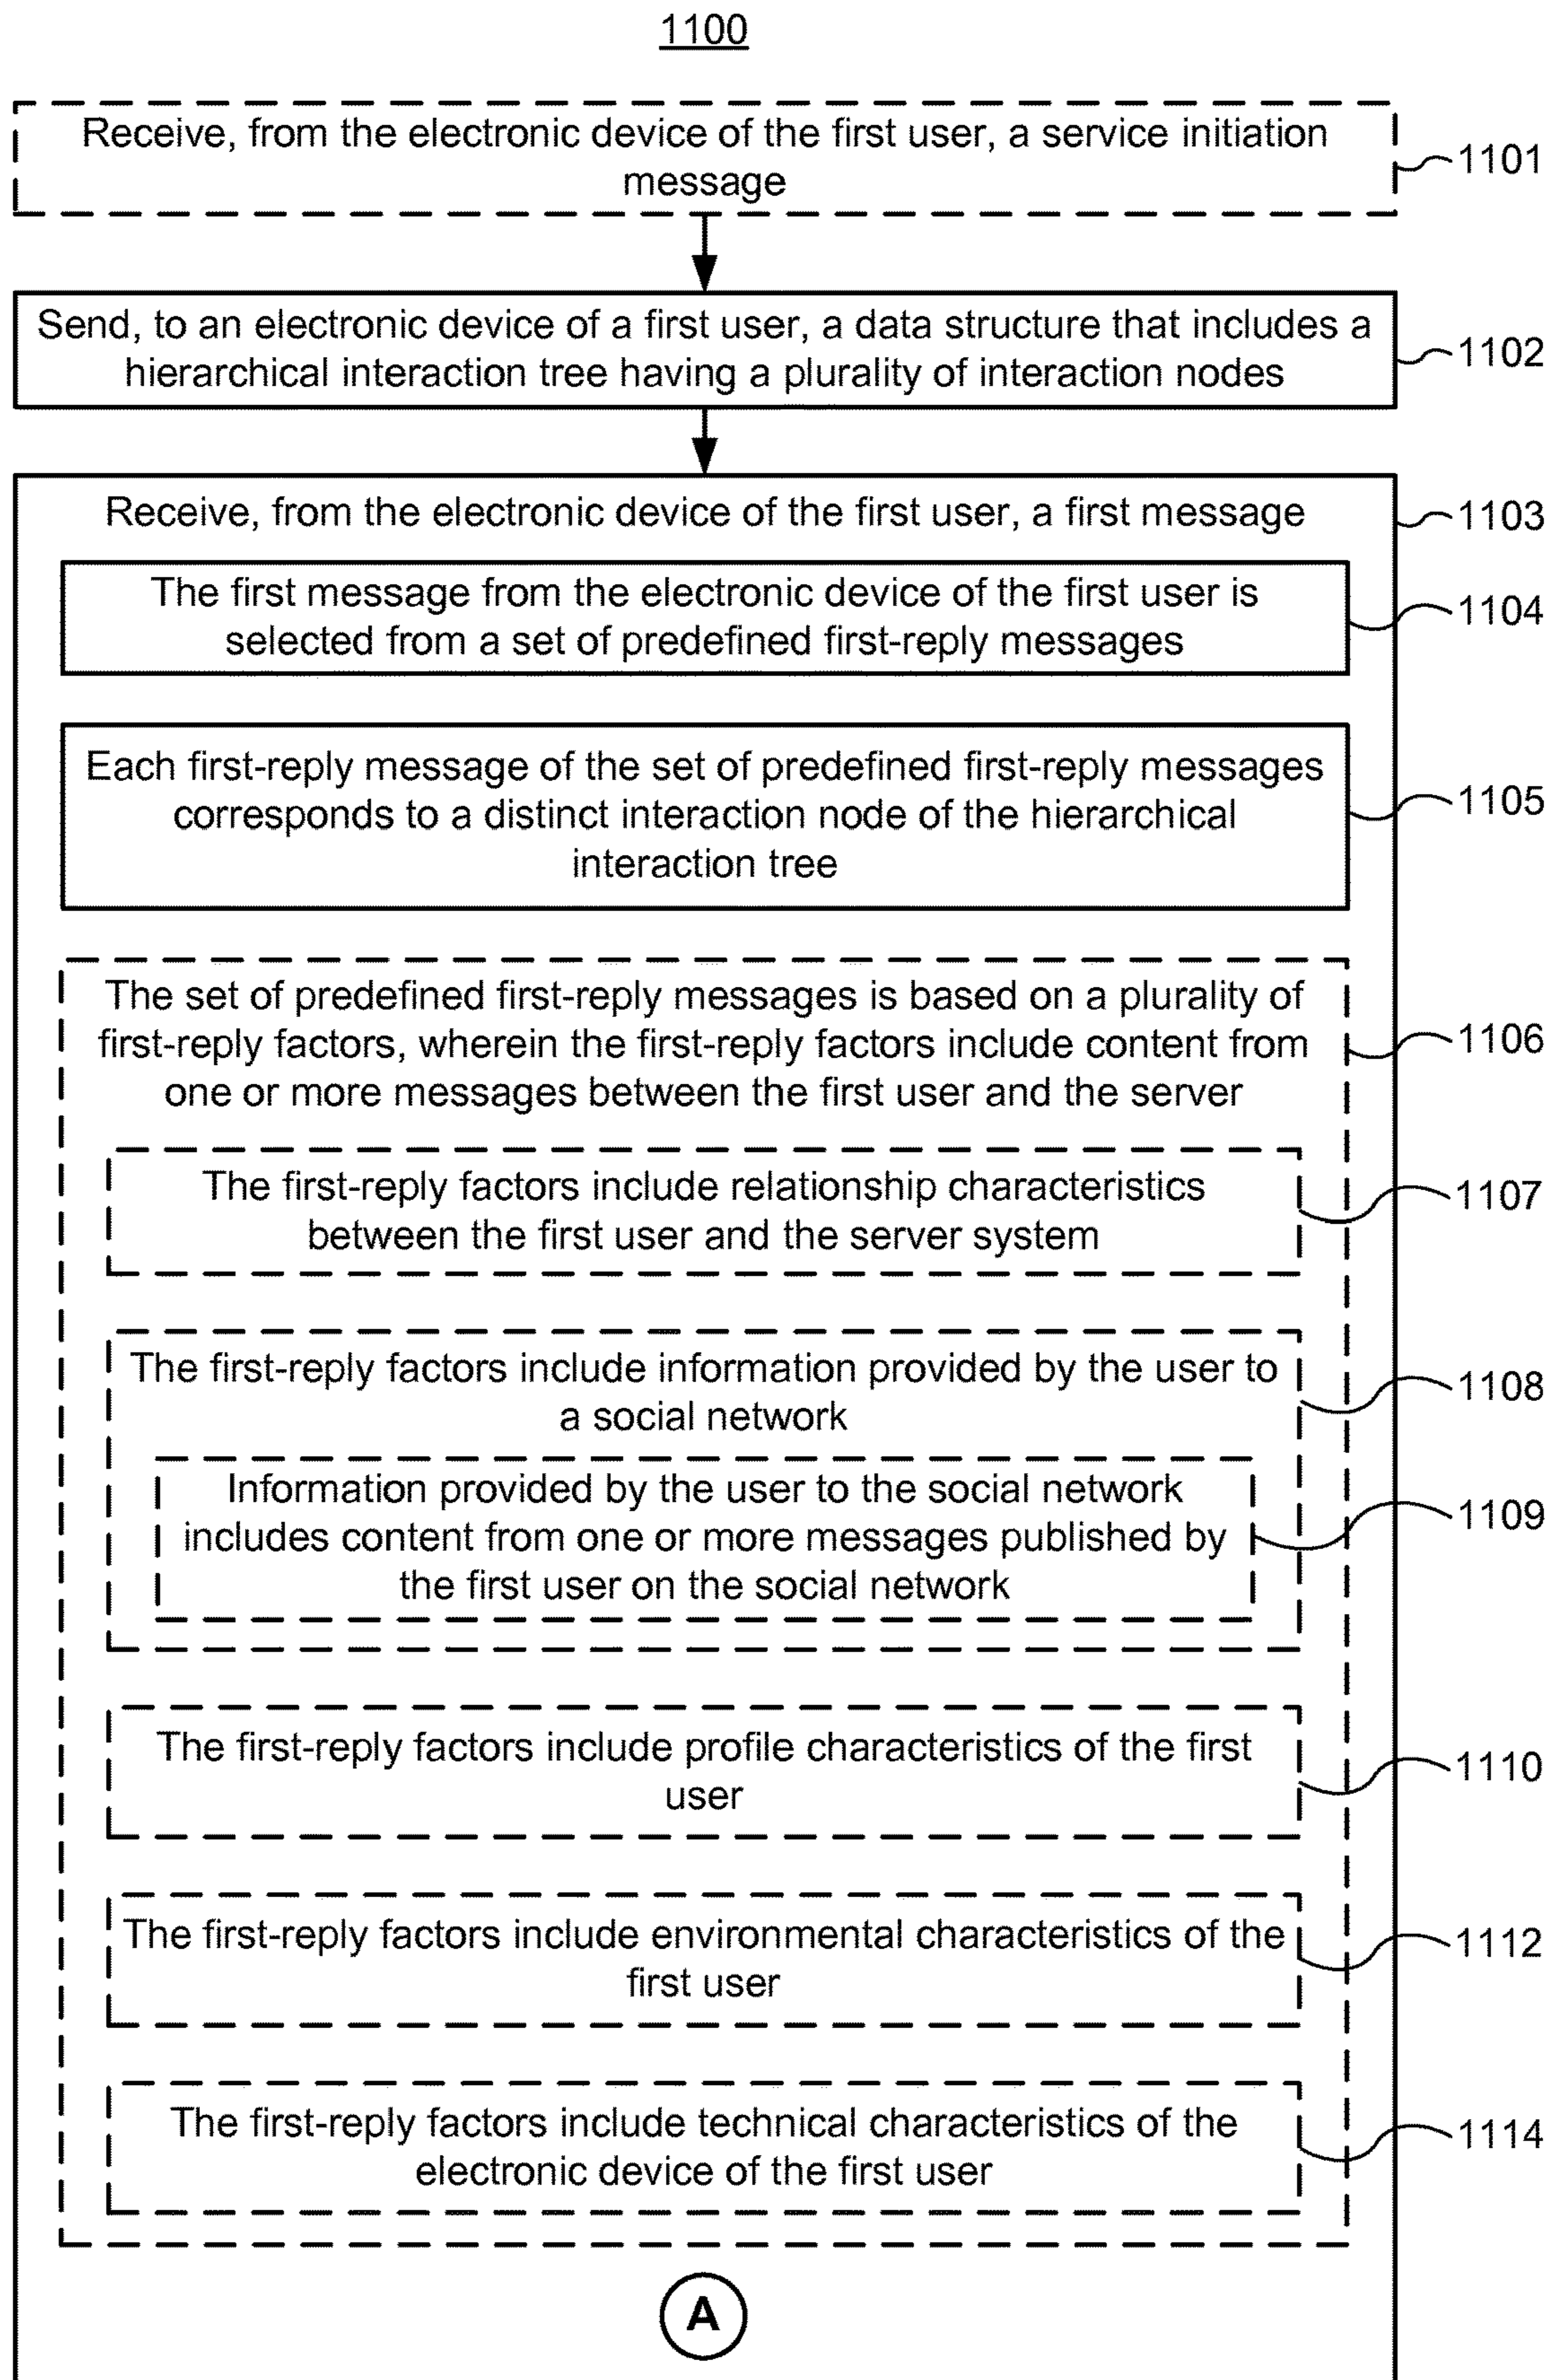 1100
Receive, from the electronic device of the first user, a service initiation
message
1101
Send, to an electronic device of a first user, a data structure that includes a
hierarchical interaction tree having a plurality of interaction nodes
1102
Receive, from the electronic device of the first user, a first message
1103
The first message from the electronic device of the first user is
selected from a set of predefined first-reply messages
1104
Each first-reply message of the set of predefined first-reply messages
corresponds to a distinct interaction node of the hierarchical
interaction tree
1105
The set of predefined first-reply messages is based on a plurality of
first-reply factors, wherein the first-reply factors include content from
one or more messages between the first user and the server
1106
The first-reply factors include relationship characteristics
between the first user and the server system
1107
The first-reply factors include information provided by the user to
a social network
1108
Information provided by the user to the social network
includes content from one or more messages published by
the first user on the social network
1109
The first-reply factors include profile characteristics of the first
user
1110
The first-reply factors include environmental characteristics of the
first user
1112
The first-reply factors include technical characteristics of the
electronic device of the first user
1114
A